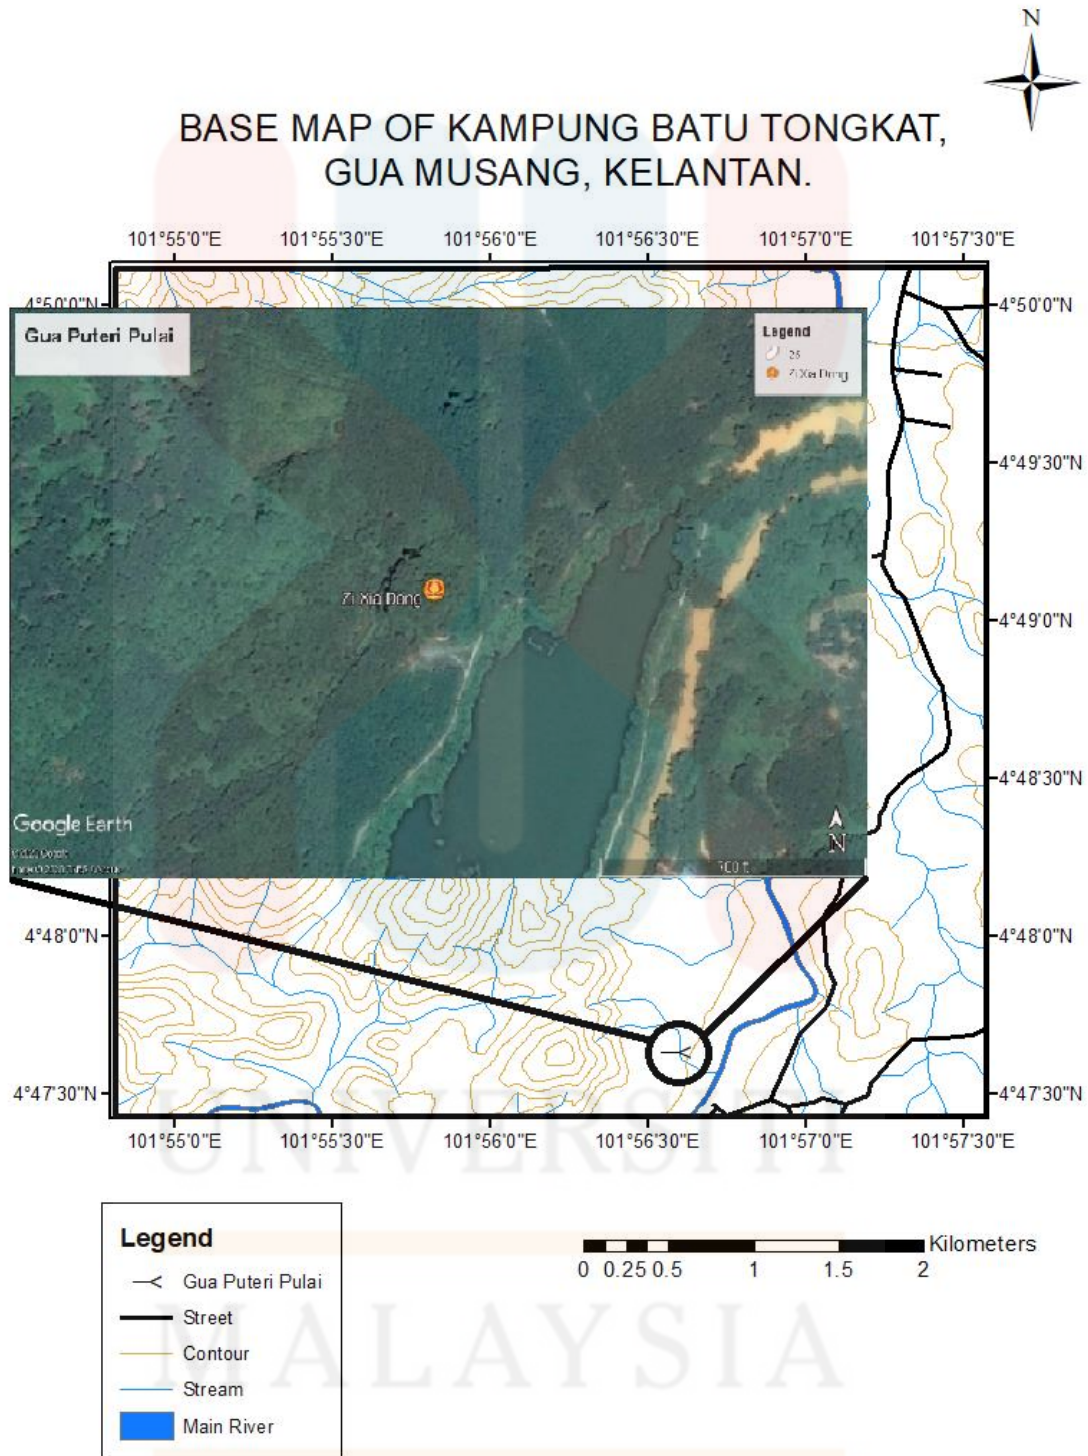 N
BASE MAP OF KAMPUNG BATU TONGKAT,
GUA MUSANG, KELANTAN.
101°55'0"E 101°55'30"E 101°56'0"E 101°56'30"E 101°57'0"E 101°57'30"E
4°50'0"N 4°50'0"N
Gua Puteri Pulai
Legend
Zi Xia Dong
4°49'30"N
4°49'0"N
Zi Xia Dong
4°48'30"N
Google Earth
N
700 ft
4°48'0"N 4°48'0"N
4°47'30"N 4°47'30"N
101°55'0"E 101°55'30"E 101°56'0"E 101°56'30"E 101°57'0"E 101°57'30"E
UNIVERSITI
Legend
Gua Puteri Pulai
Street
Contour
Stream
Main River
Kilometers
0 0.25 0.5 1 1.5 2
MALAYSIA